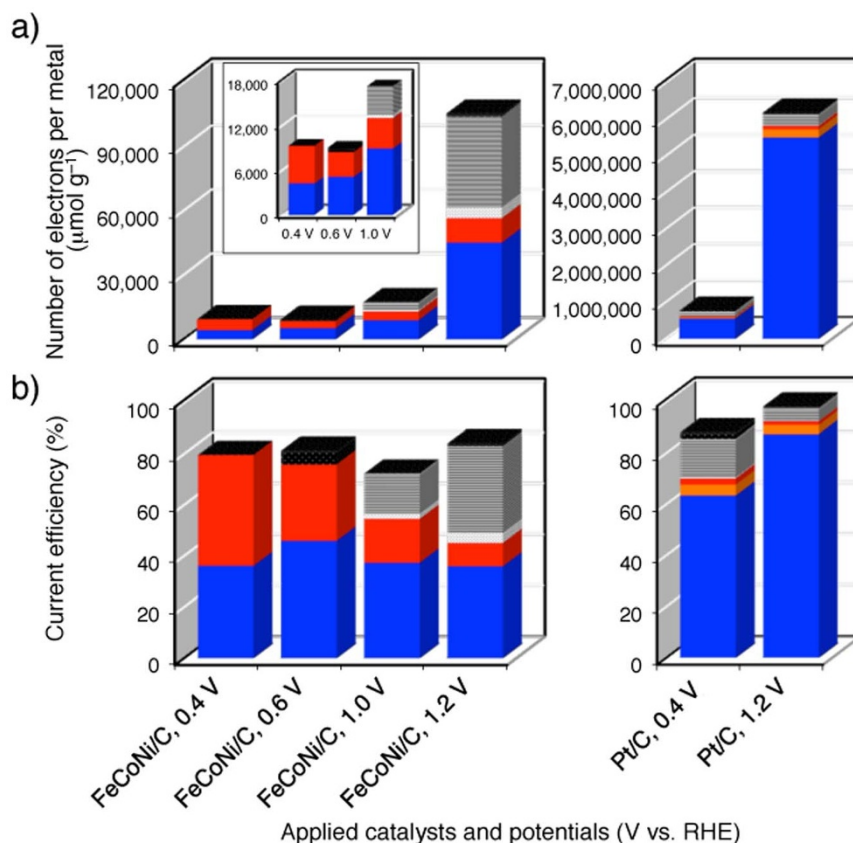 a)
Number of electrons per metal
(μmol g⁻¹)
120,000
90,000
60,000
30,000
0
18,000
12,000
6,000
0
0.4 V 0.6 V 1.0 V
7,000,000
6,000,000
5,000,000
4,000,000
3,000,000
2,000,000
1,000,000
0
b)
Current efficiency (%)
100
80
60
40
20
0
100
80
60
40
20
0
FeCoNi/C, 0.4 V
FeCoNi/C, 0.6 V
FeCoNi/C, 1.0 V
FeCoNi/C, 1.2 V
Pt/C, 0.4 V
Pt/C, 1.2 V
Applied catalysts and potentials (V vs. RHE)